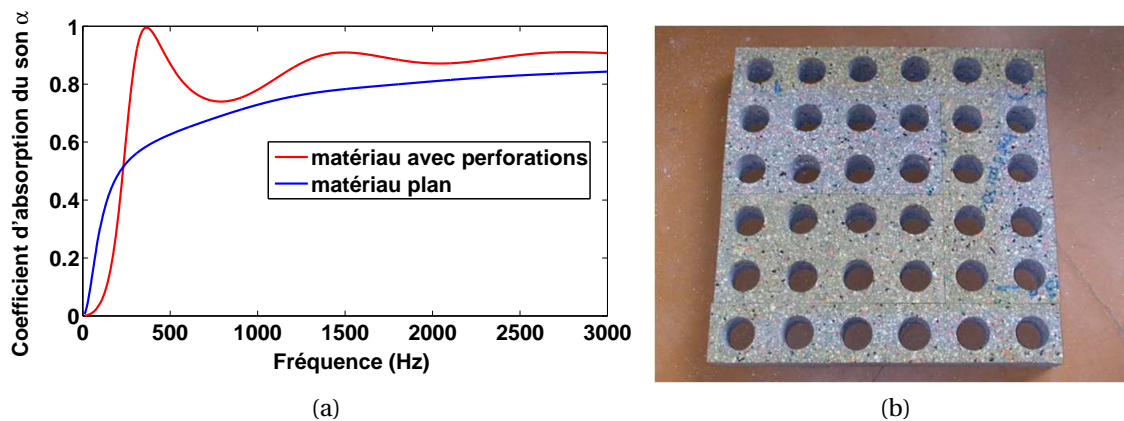 Coefficient d'absorption du son α
1
0.8
0.6
0.4
0.2
0
matériau avec perforations
matériau plan
0 500 1000 1500 2000 2500 3000
Fréquence (Hz)
(a) (b)